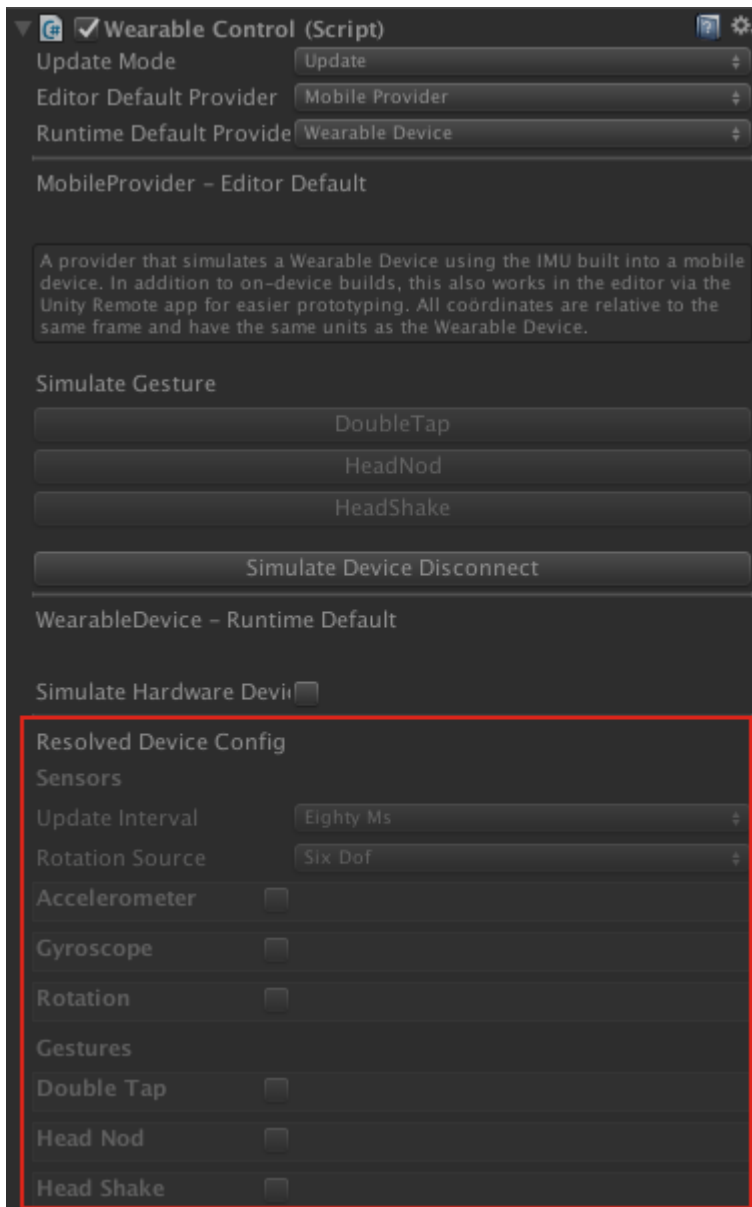 Wearable Control (Script)
Update Mode Update
Editor Default Provider Mobile Provider
Runtime Default Provide Wearable Device
MobileProvider – Editor Default
A provider that simulates a Wearable Device using the IMU built into a mobile
device. In addition to on-device builds, this also works in the editor via the
Unity Remote app for easier prototyping. All coördinates are relative to the
same frame and have the same units as the Wearable Device.
Simulate Gesture
DoubleTap
HeadNod
HeadShake
Simulate Device Disconnect
WearableDevice – Runtime Default
Simulate Hardware Devi
Resolved Device Config
Sensors
Update Interval Eighty Ms
Rotation Source Six Dof
Accelerometer
Gyroscope
Rotation
Gestures
Double Tap
Head Nod
Head Shake